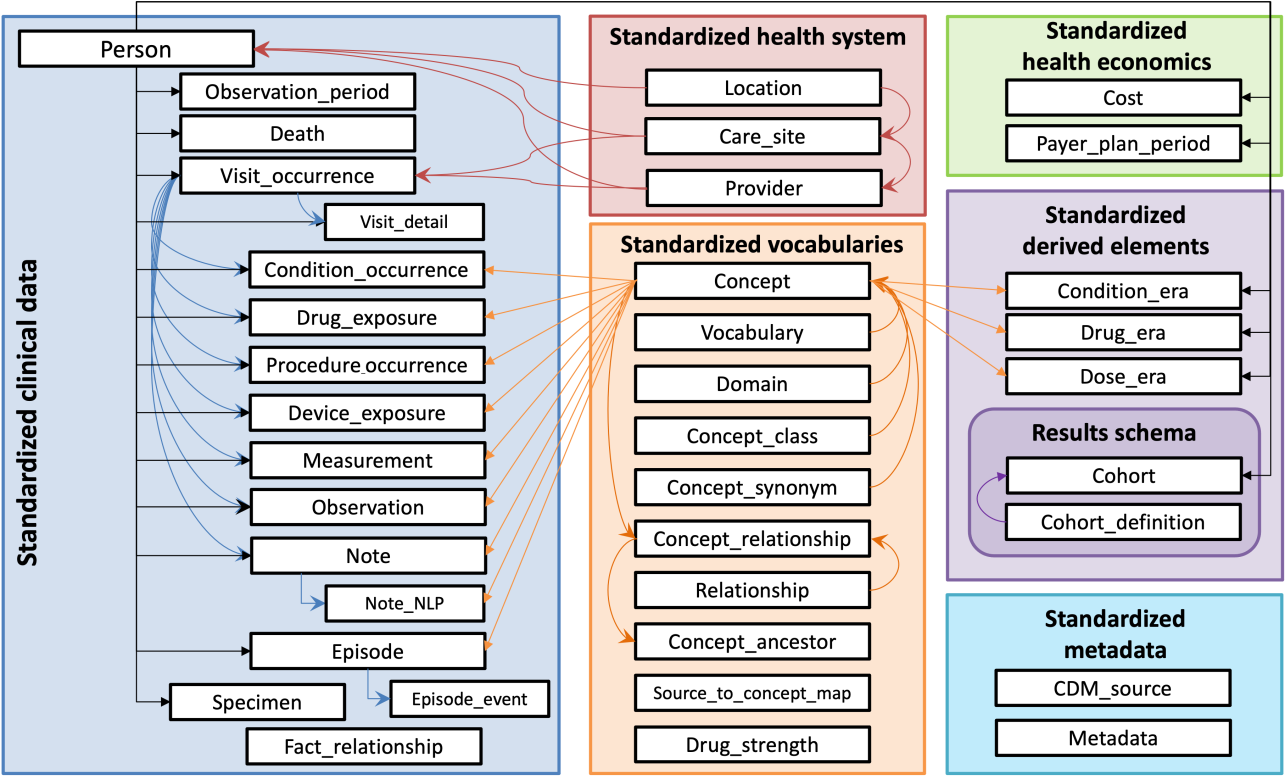 Standardized clinical data
Person
Observation_period
Death
Visit_occurrence
Visit_detail
Condition_occurrence
Drug_exposure
Procedure_occurrence
Device_exposure
Measurement
Observation
Note
Note_NLP
Episode
Specimen
Episode_event
Fact_relationship
Standardized health system
Location
Care_site
Provider
Standardized vocabularies
Concept
Vocabulary
Domain
Concept_class
Concept_synonym
Concept_relationship
Relationship
Concept_ancestor
Source_to_concept_map
Drug_strength
Standardized
health economics
Cost
Payer_plan_period
Standardized
derived elements
Condition_era
Drug_era
Dose_era
Results schema
Cohort
Cohort_definition
Standardized
metadata
CDM_source
Metadata